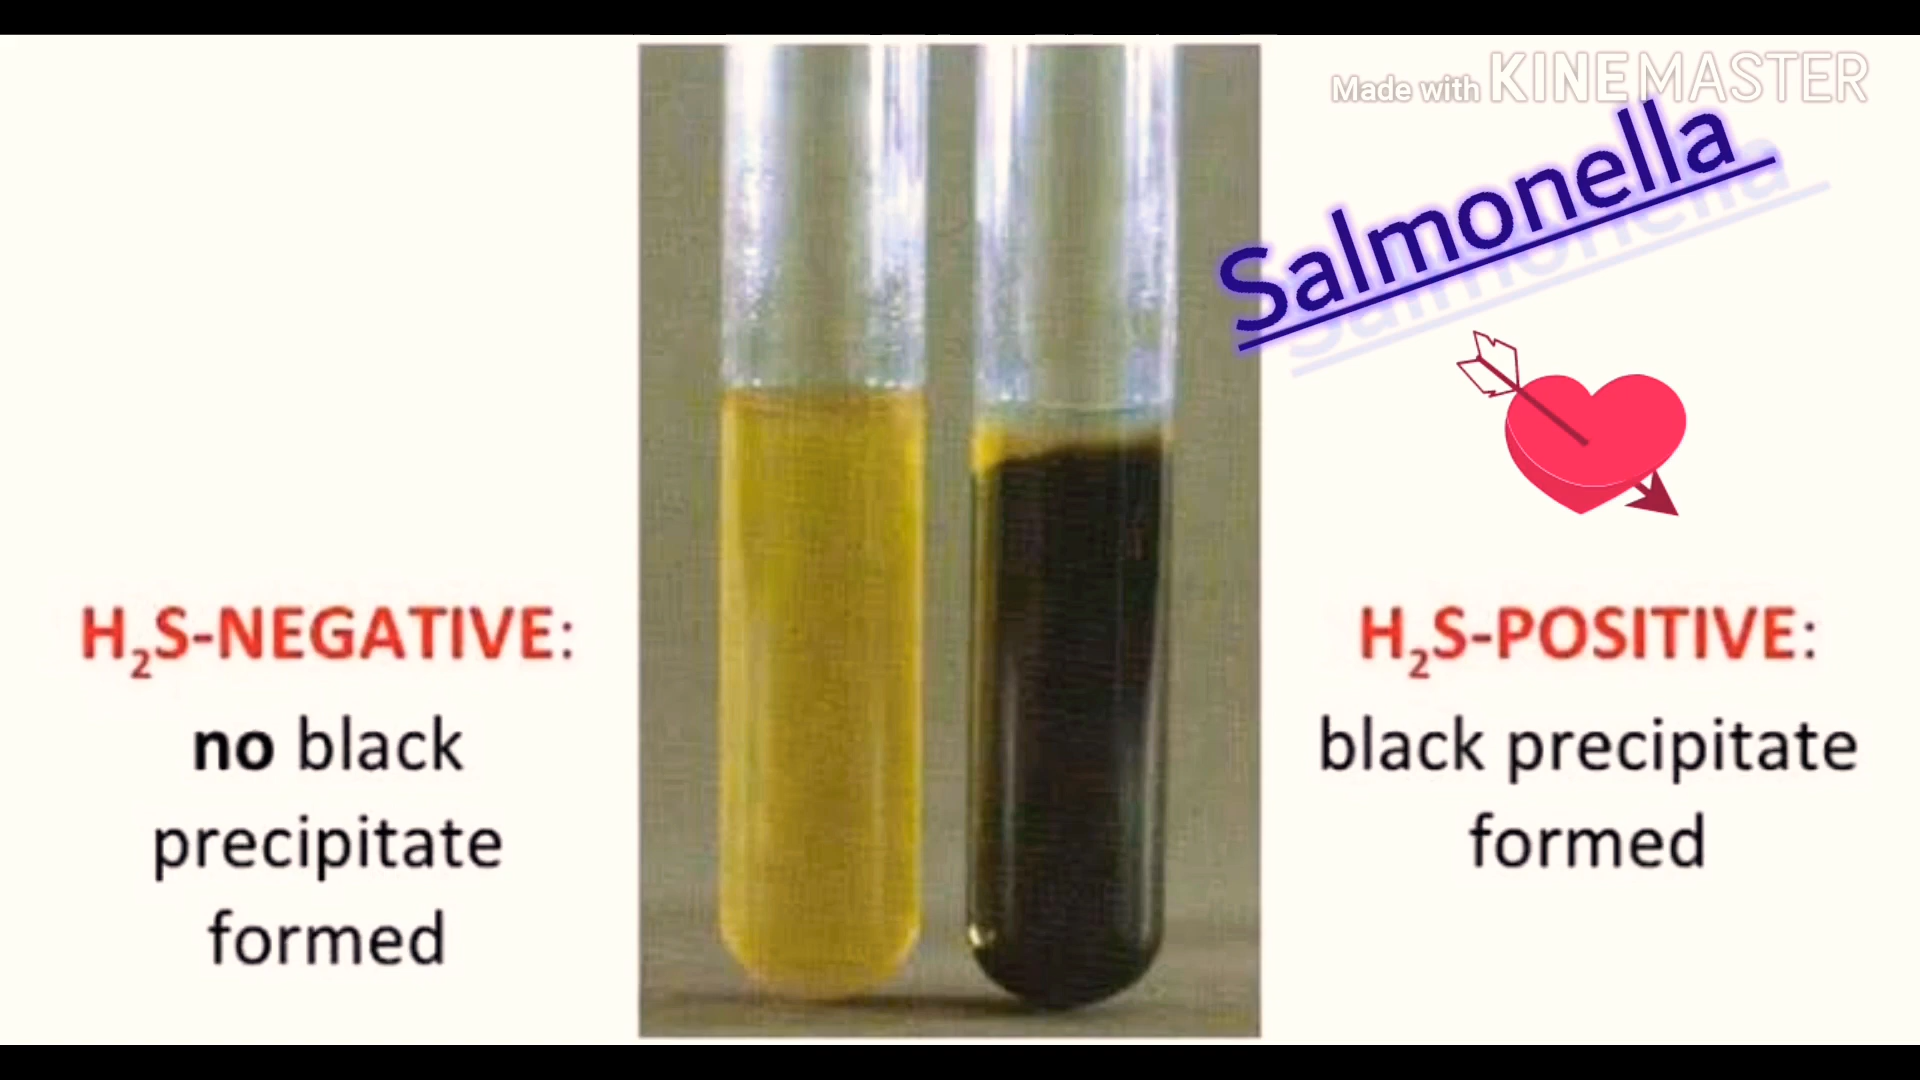 Made with KINEMASTER
Salmonella
H₂S-NEGATIVE:
no black
precipitate
formed
H₂S-POSITIVE:
black precipitate
formed